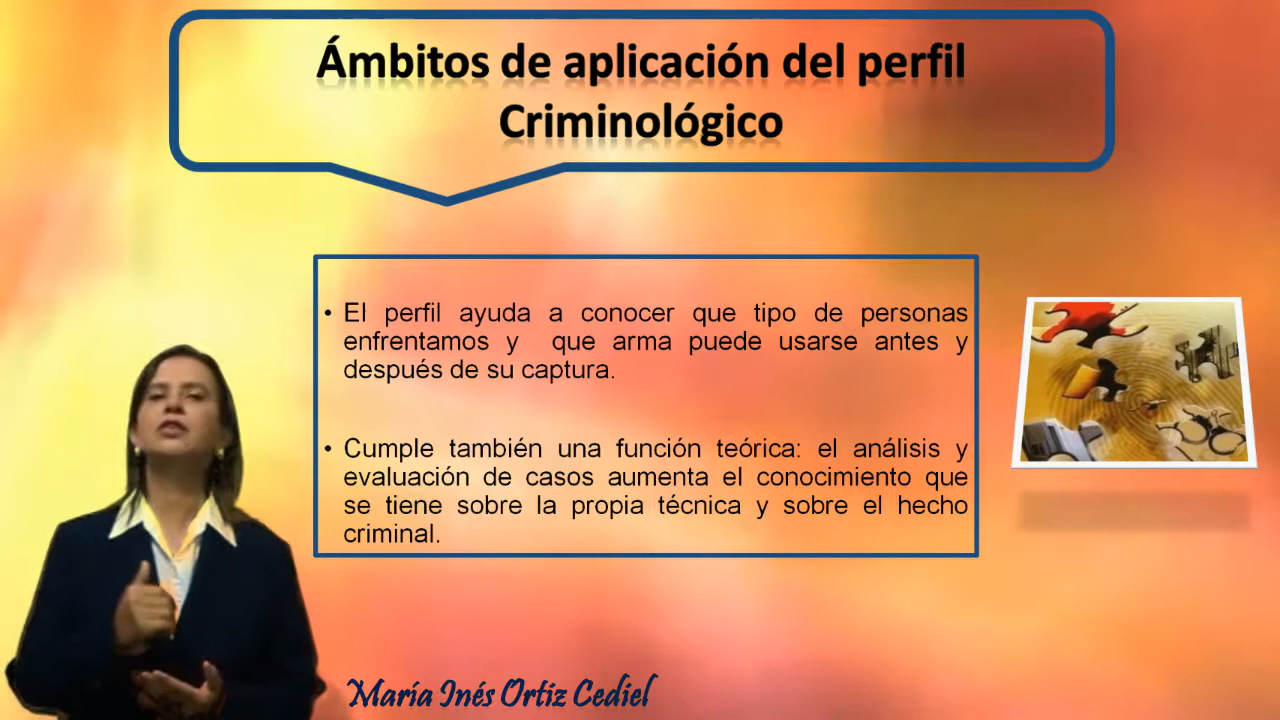 Ámbitos de aplicación del perfil
Criminológico
• El perfil ayuda a conocer que tipo de personas
enfrentamos y que arma puede usarse antes y
después de su captura.
• Cumple también una función teórica: el análisis y
evaluación de casos aumenta el conocimiento que
se tiene sobre la propia técnica y sobre el hecho
criminal.
María Inés Ortiz Cediel